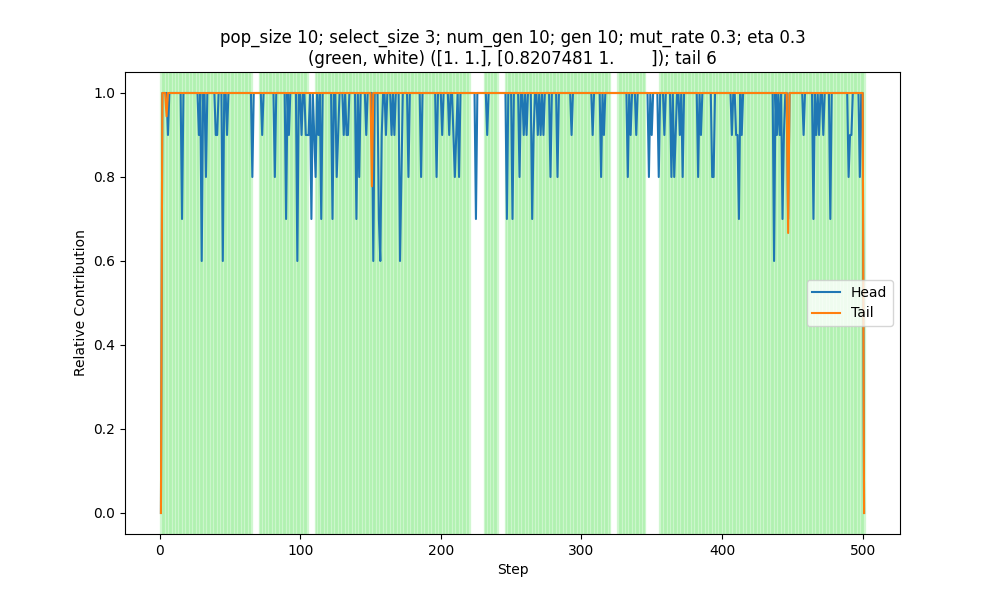 pop_size 10; select_size 3; num_gen 10; gen 10; mut_rate 0.3; eta 0.3
(green, white) ([1. 1.], [0.8207481 1.        ]); tail 6
1.0
0.8
0.6
0.4
0.2
0.0
Relative Contribution
Head
Tail
0
100
200
300
400
500
Step